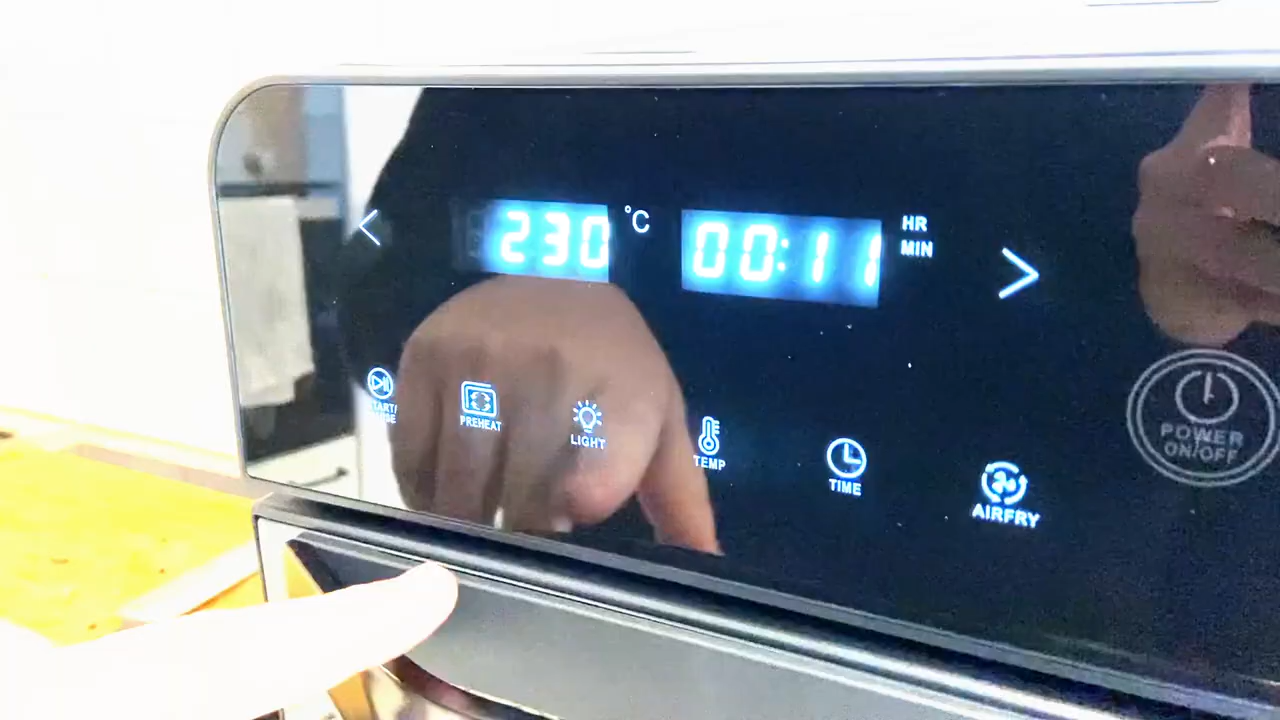 <
230 °C
00:11
HR
MIN
>
PREHEAT
LIGHT
TEMP
TIME
AIRFRY
POWER
ON/OFF